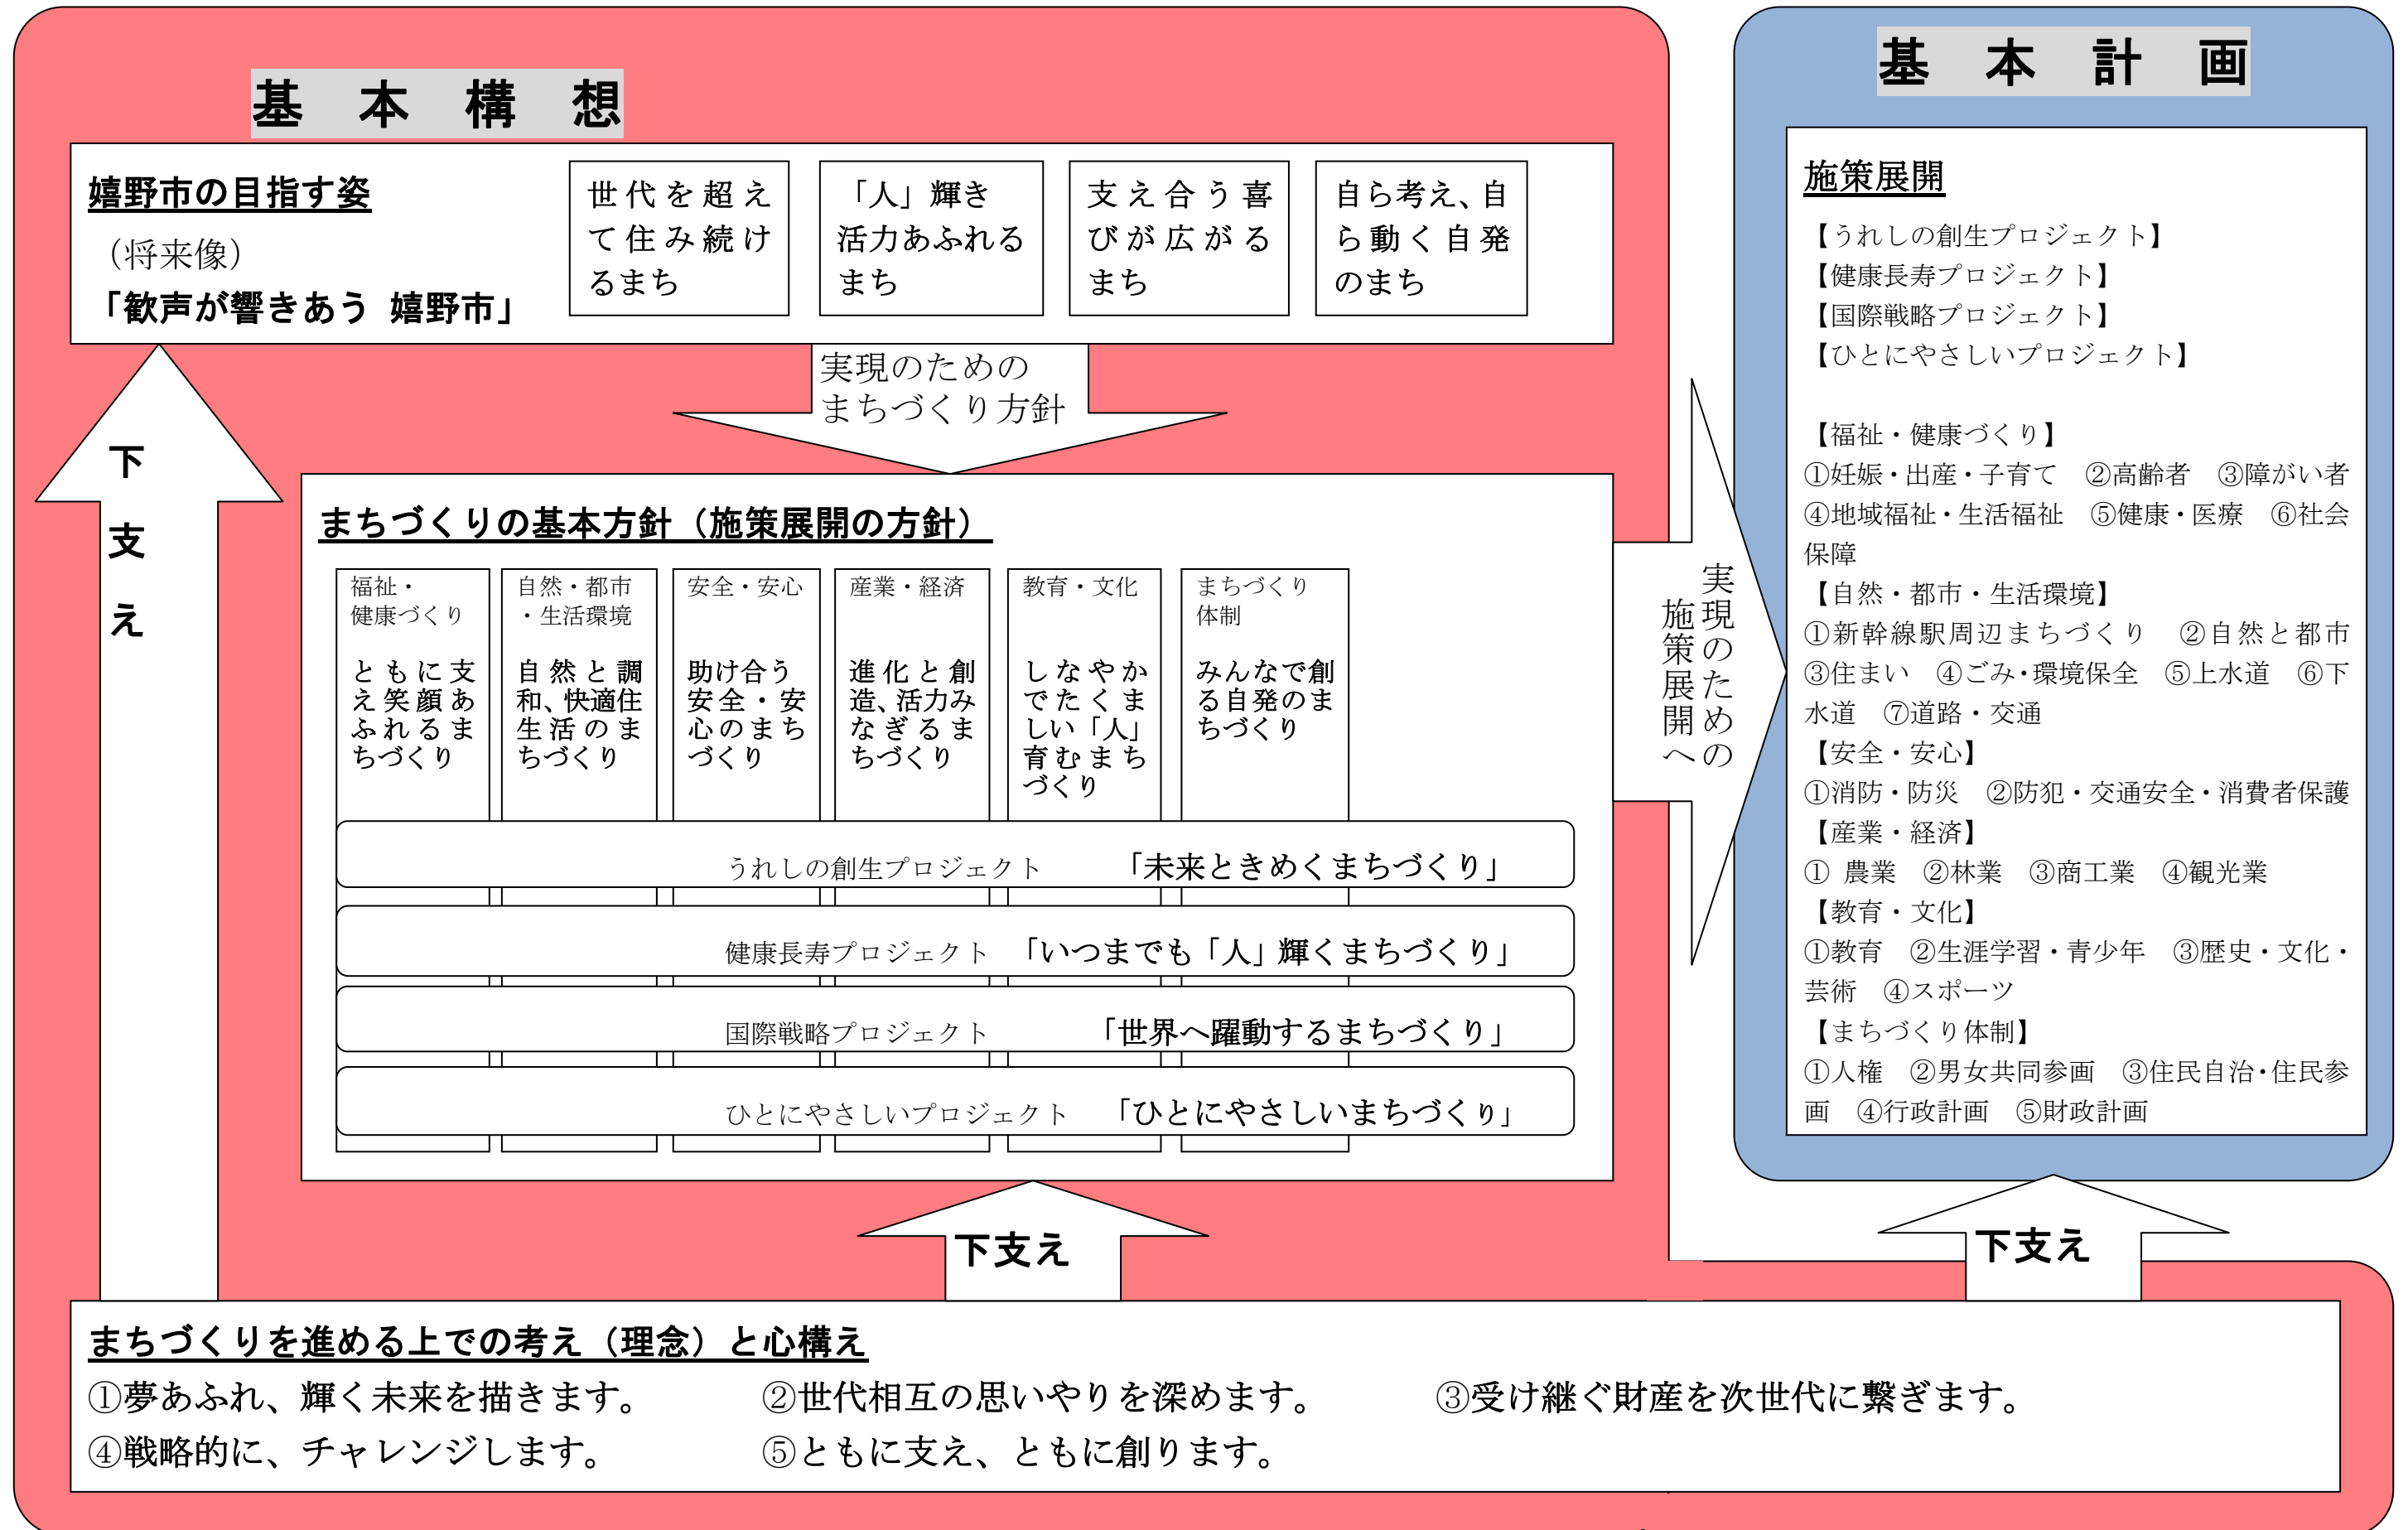 基 本 構 想
嬉野市の目指す姿
（将来像）
「歓声が響きあう 嬉野市」
世代を超え
て住み続け
るまち
「人」輝き
活力あふれる
まち
支え合う喜
びが広がる
まち
自ら考え、自
ら動く自発
のまち
実現のための
まちづくり方針
下
支
え
まちづくりの基本方針（施策展開の方針）
福祉・
健康づくり
ともに支
え笑顔あ
ふれるま
ちづくり
自然・都市
・生活環境
自然と調
和、快適住
生活のま
ちづくり
安全・安心
助け合う
安全・安
心のまち
づくり
産業・経済
進化と創
造、活力み
なぎるま
ちづくり
教育・文化
しなやか
でたくま
しい「人」
育むまち
づくり
まちづくり
体制
みんなで創
る自発のま
ちづくり
うれしの創生プロジェクト 「未来ときめくまちづくり」
健康長寿プロジェクト 「いつまでも「人」輝くまちづくり」
国際戦略プロジェクト 「世界へ躍動するまちづくり」
ひとにやさしいプロジェクト 「ひとにやさしいまちづくり」
実現のための
施策展開へ
基 本 計 画
施策展開
【うれしの創生プロジェクト】
【健康長寿プロジェクト】
【国際戦略プロジェクト】
【ひとにやさしいプロジェクト】
【福祉・健康づくり】
①妊娠・出産・子育て ②高齢者 ③障がい者
④地域福祉・生活福祉 ⑤健康・医療 ⑥社会
保障
【自然・都市・生活環境】
①新幹線駅周辺まちづくり ②自然と都市
③住まい ④ごみ・環境保全 ⑤上水道 ⑥下
水道 ⑦道路・交通
【安全・安心】
①消防・防災 ②防犯・交通安全・消費者保護
【産業・経済】
① 農業 ②林業 ③商工業 ④観光業
【教育・文化】
①教育 ②生涯学習・青少年 ③歴史・文化・
芸術 ④スポーツ
【まちづくり体制】
①人権 ②男女共同参画 ③住民自治・住民参
画 ④行政計画 ⑤財政計画
下支え
下支え
まちづくりを進める上での考え（理念）と心構え
①夢あふれ、輝く未来を描きます。 ②世代相互の思いやりを深めます。 ③受け継ぐ財産を次世代に繋ぎます。
④戦略的に、チャレンジします。 ⑤ともに支え、ともに創ります。